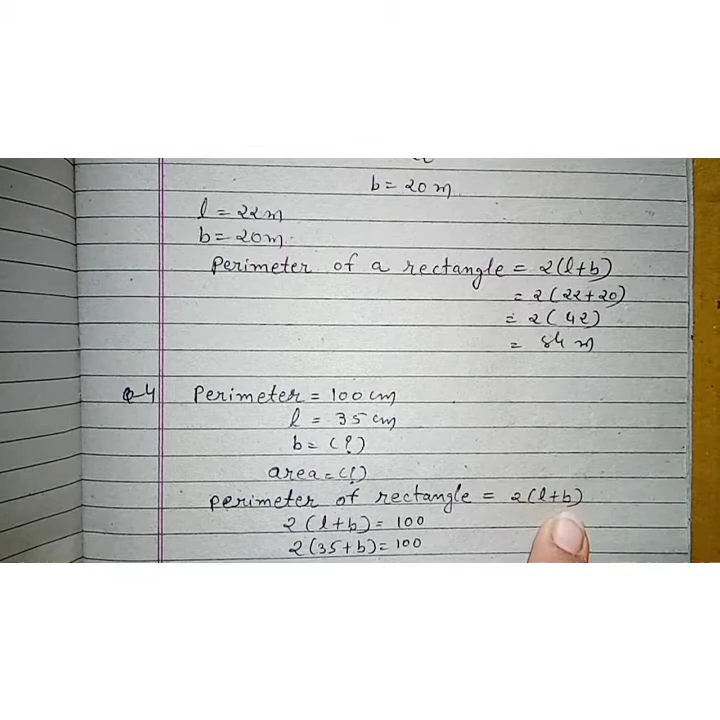 b = 20 m
l = 22 m
b = 20 m
Perimeter of a rectangle = 2(l+b)
= 2(22+20)
= 2(42)
= 84 m
Q-4 Perimeter = 100 cm
l = 35 cm
b = (?)
area = (?)
perimeter of rectangle = 2(l+b)
2(l+b) = 100
2(35+b) = 100